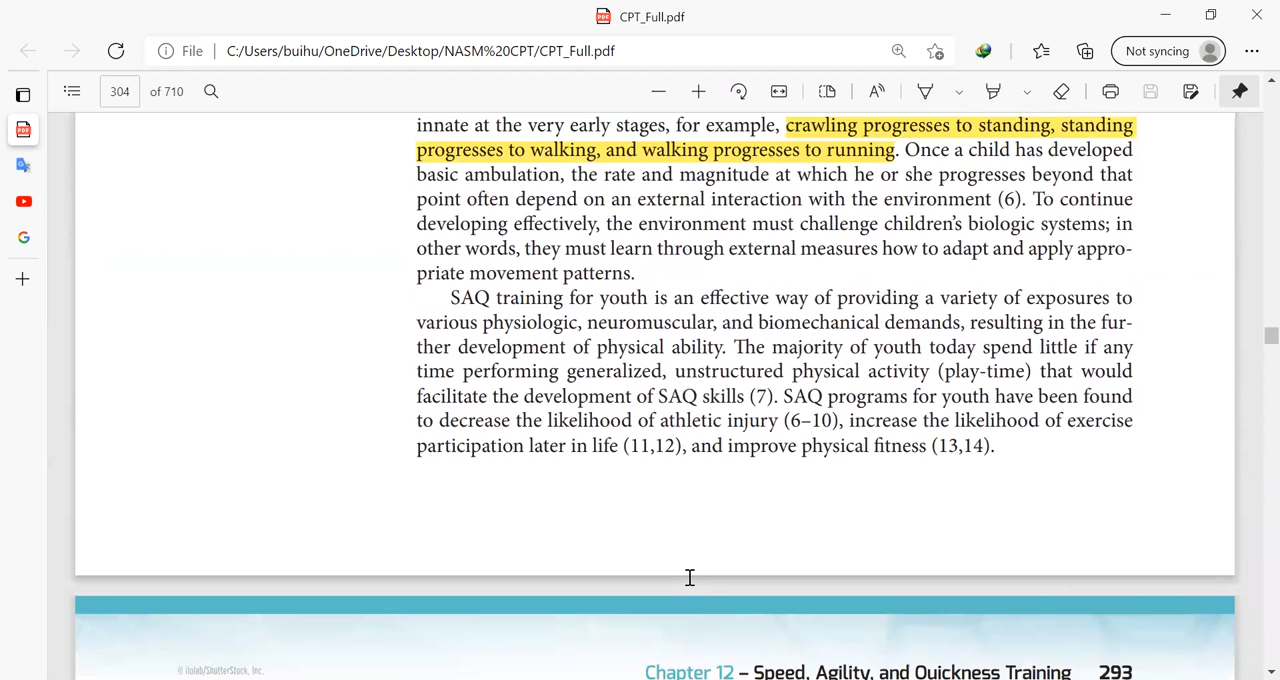 CPT_Full.pdf
File
C:/Users/buihu/OneDrive/Desktop/NASM%20CPT/CPT_Full.pdf
Not syncing
304 of 710
innate at the very early stages, for example, crawling progresses to standing, standing
progresses to walking, and walking progresses to running. Once a child has developed
basic ambulation, the rate and magnitude at which he or she progresses beyond that
point often depend on an external interaction with the environment (6). To continue
developing effectively, the environment must challenge children's biologic systems; in
other words, they must learn through external measures how to adapt and apply appro-
priate movement patterns.
SAQ training for youth is an effective way of providing a variety of exposures to
various physiologic, neuromuscular, and biomechanical demands, resulting in the fur-
ther development of physical ability. The majority of youth today spend little if any
time performing generalized, unstructured physical activity (play-time) that would
facilitate the development of SAQ skills (7). SAQ programs for youth have been found
to decrease the likelihood of athletic injury (6–10), increase the likelihood of exercise
participation later in life (11,12), and improve physical fitness (13,14).
© ilolab/ShutterStock, Inc.
Chapter 12 – Speed, Agility, and Quickness Training 293